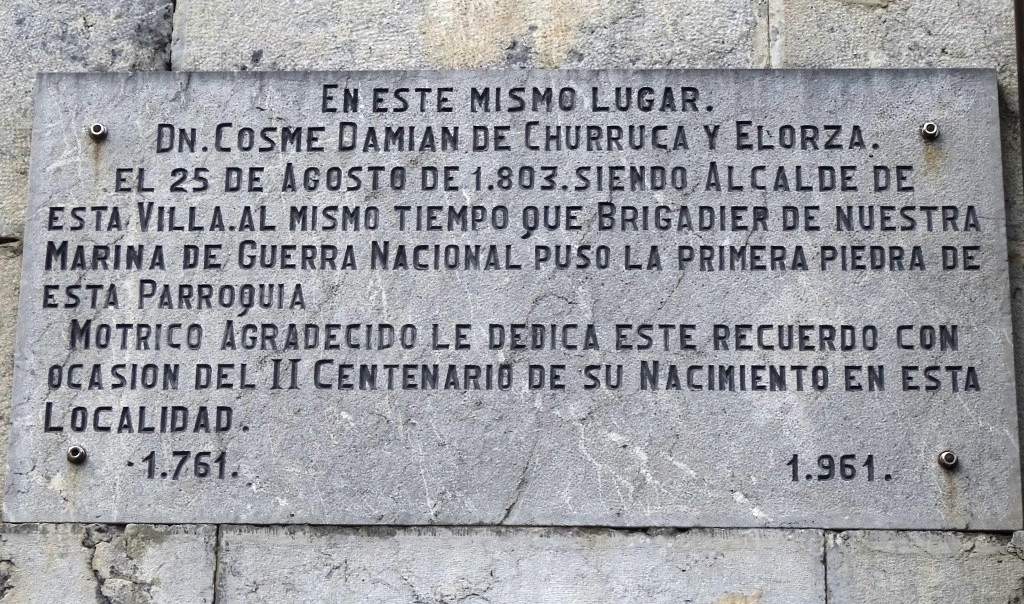 EN ESTE MISMO LUGAR.
DN. COSME DAMIAN DE CHURRUCA Y ELORZA.
EL 25 DE AGOSTO DE 1.803. SIENDO ALCALDE DE
ESTA VILLA. AL MISMO TIEMPO QUE BRIGADIER DE NUESTRA
MARINA DE GUERRA NACIONAL PUSO LA PRIMERA PIEDRA DE
ESTA PARROQUIA
MOTRICO AGRADECIDO LE DEDICA ESTE RECUERDO CON
OCASION DEL II CENTENARIO DE SU NACIMIENTO EN ESTA
LOCALIDAD.
·1.761. 1.961.